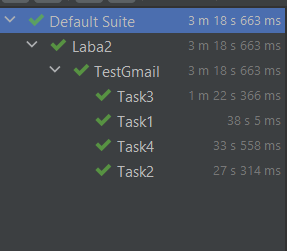 Default Suite 3 m 18 s 663 ms
Laba2 3 m 18 s 663 ms
TestGmail 3 m 18 s 663 ms
Task3 1 m 22 s 366 ms
Task1 38 s 5 ms
Task4 33 s 558 ms
Task2 27 s 314 ms